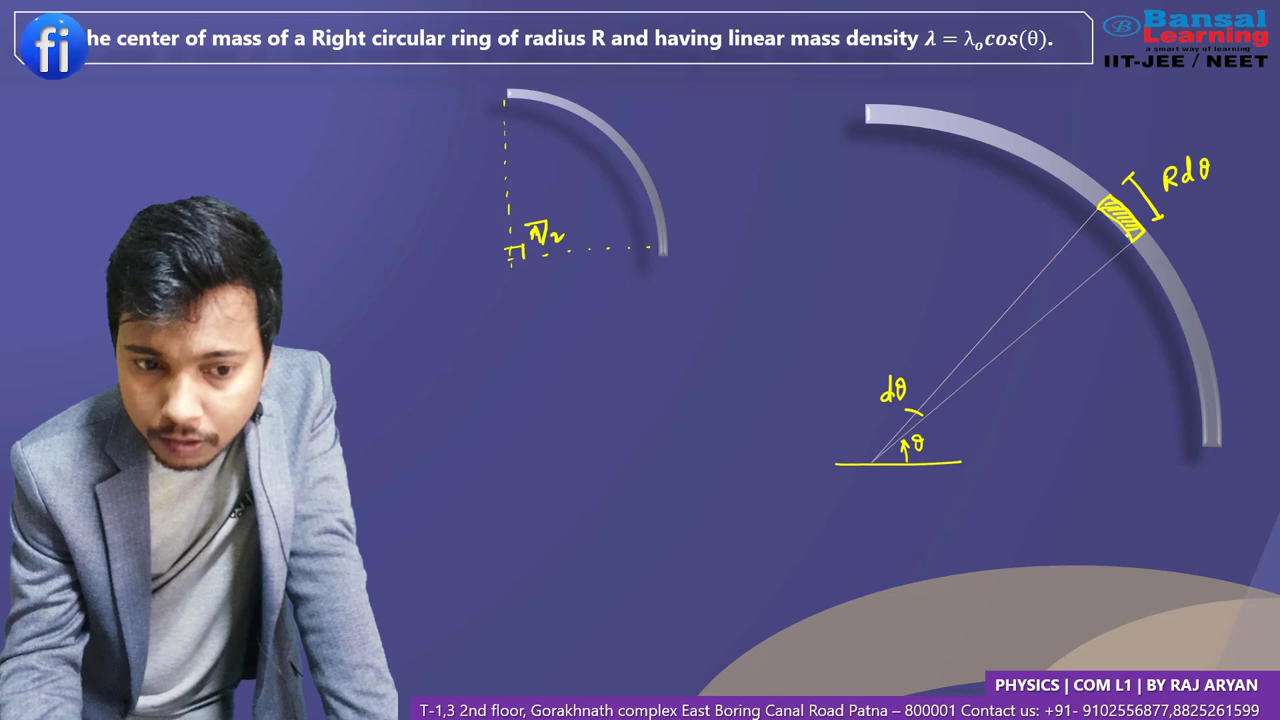 fi
he center of mass of a Right circular ring of radius R and having linear mass density λ = λₒcos(θ).
B Bansal
Learning
a smart way of learning
IIT-JEE / NEET
π/2
Rdθ
dθ
θ
PHYSICS | COM L1 | BY RAJ ARYAN
T-1,3 2nd floor, Gorakhnath complex East Boring Canal Road Patna – 800001 Contact us: +91- 9102556877,8825261599